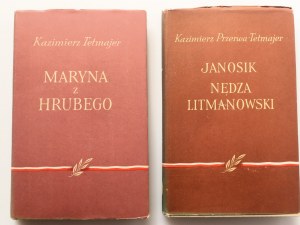 Kazimierz Tetmajer
MARYNA
z
HRUBEGO
Kazimierz Przerwa Tetmajer
JANOSIK
NĘDZA
LITMANOWSKI